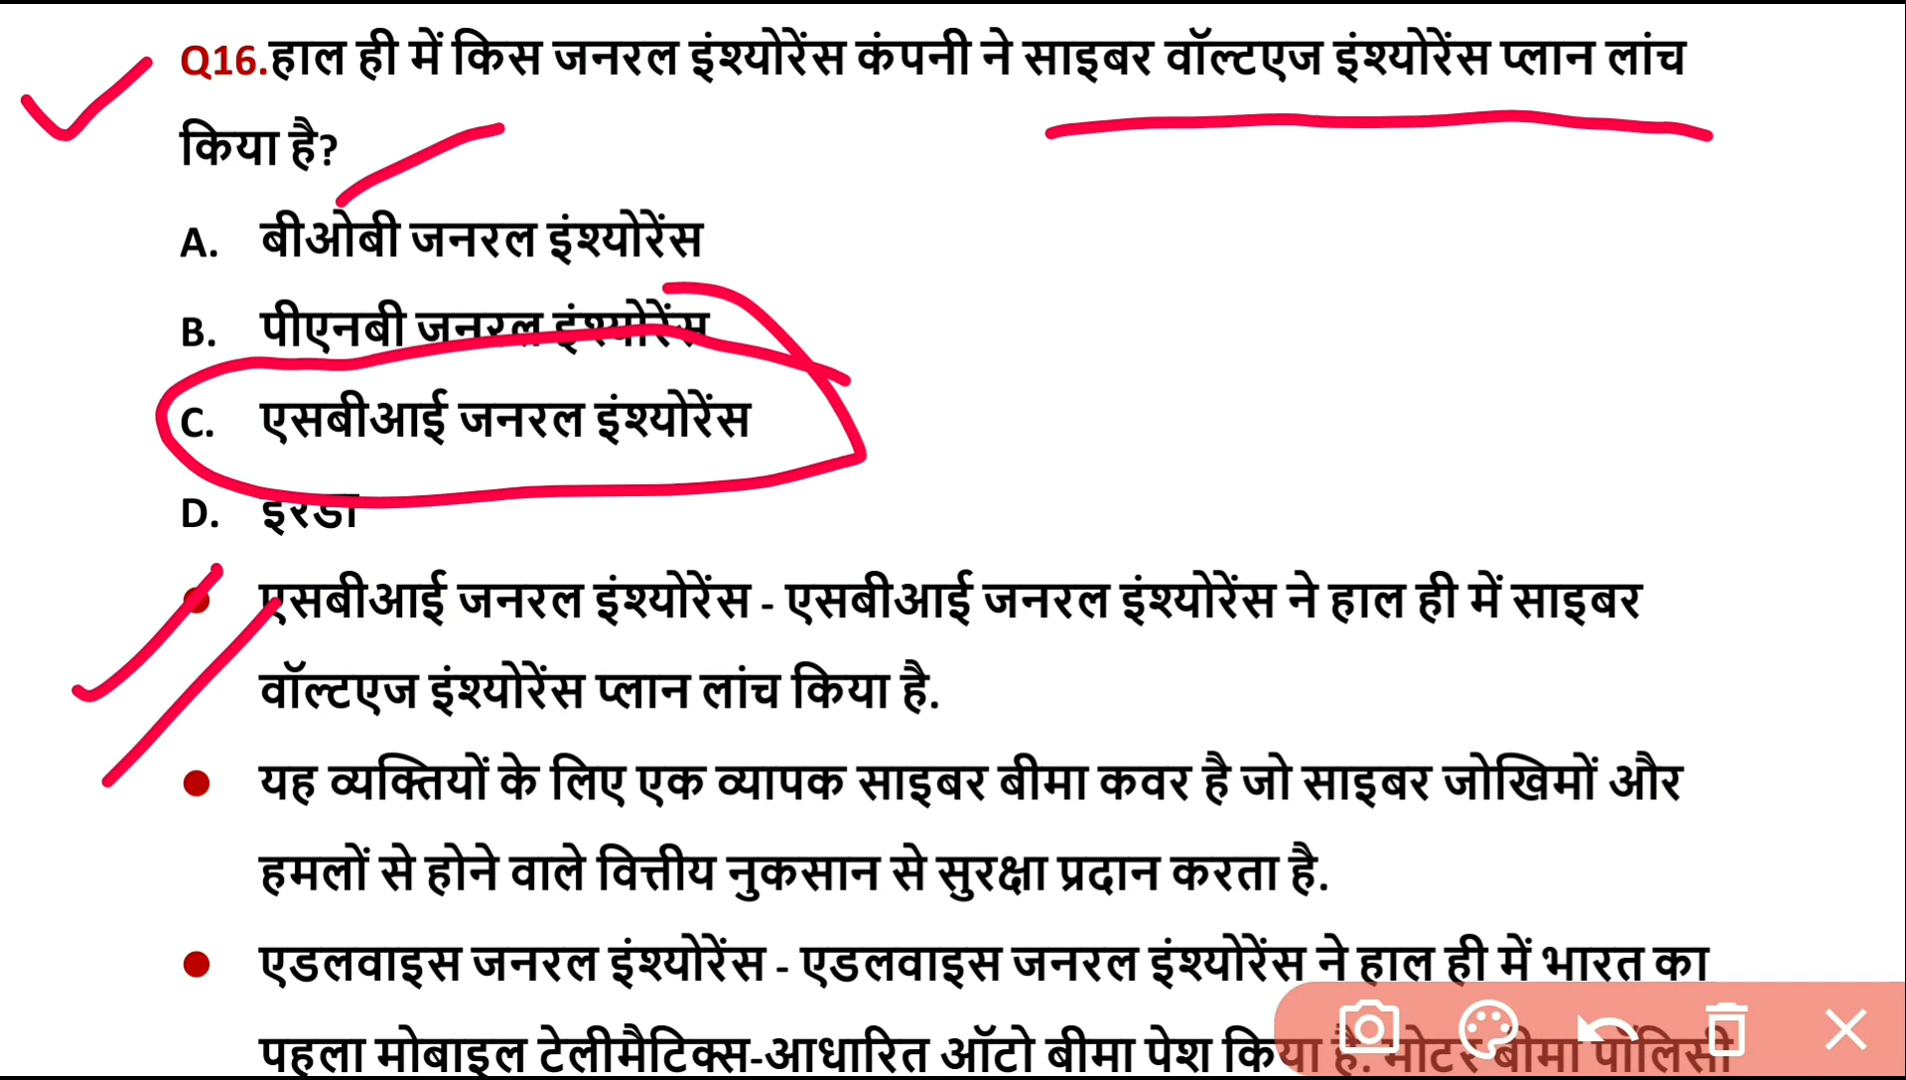 Q16.हाल ही में किस जनरल इंश्योरेंस कंपनी ने साइबर वॉल्टएज इंश्योरेंस प्लान लांच
किया है?
A. बीओबी जनरल इंश्योरेंस
B. पीएनबी जनरल इंश्योरेंस
C. एसबीआई जनरल इंश्योरेंस
D. इरडा
● एसबीआई जनरल इंश्योरेंस - एसबीआई जनरल इंश्योरेंस ने हाल ही में साइबर
वॉल्टएज इंश्योरेंस प्लान लांच किया है.
● यह व्यक्तियों के लिए एक व्यापक साइबर बीमा कवर है जो साइबर जोखिमों और
हमलों से होने वाले वित्तीय नुकसान से सुरक्षा प्रदान करता है.
● एडलवाइस जनरल इंश्योरेंस - एडलवाइस जनरल इंश्योरेंस ने हाल ही में भारत का
पहला मोबाइल टेलीमैटिक्स-आधारित ऑटो बीमा पेश किया है. मोटर बीमा पॉलिसी